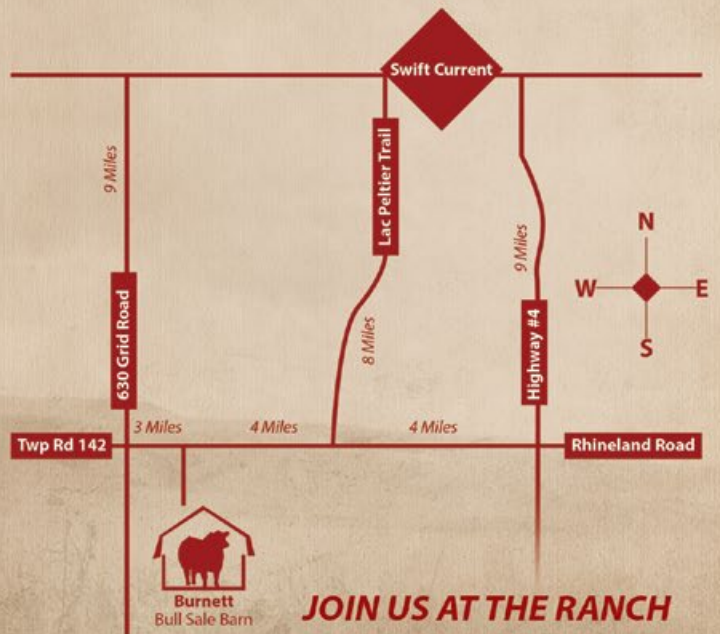 Swift Current
Lac Peltier Trail
9 Miles
9 Miles
N
W
E
S
630 Grid Road
Highway #4
8 Miles
3 Miles
4 Miles
4 Miles
Twp Rd 142
Rhineland Road
Burnett
Bull Sale Barn
JOIN US AT THE RANCH